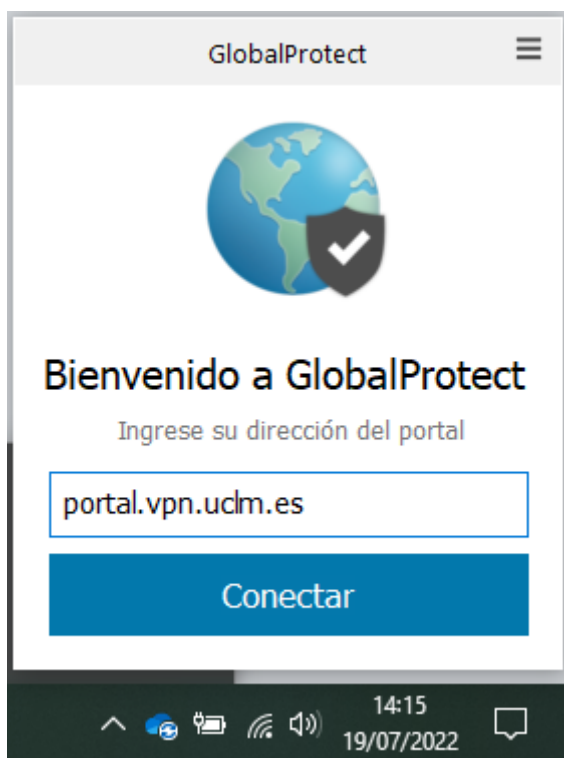 GlobalProtect
Bienvenido a GlobalProtect
Ingrese su dirección del portal
portal.vpn.uclm.es
Conectar
14:15
19/07/2022